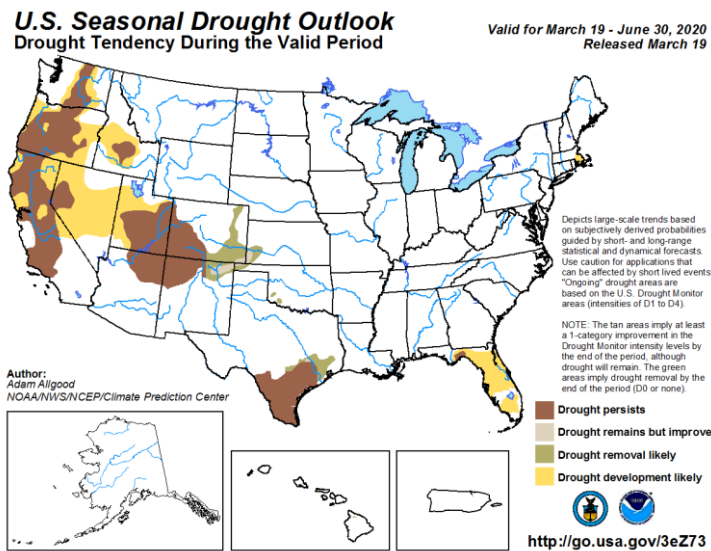 U.S. Seasonal Drought Outlook
Drought Tendency During the Valid Period
Valid for March 19 - June 30, 2020
Released March 19
Depicts large-scale trends based
on subjectively derived probabilities
guided by short- and long-range
statistical and dynamical forecasts.
Use caution for applications that
can be affected by short lived events.
"Ongoing" drought areas are
based on the U.S. Drought Monitor
areas (intensities of D1 to D4).
NOTE: The tan areas imply at least
a 1-category improvement in the
Drought Monitor intensity levels by
the end of the period, although
drought will remain. The green
areas imply drought removal by the
end of the period (D0 or none).
Author:
Adam Allgood
NOAA/NWS/NCEP/Climate Prediction Center
Drought persists
Drought remains but improve
Drought removal likely
Drought development likely
http://go.usa.gov/3eZ73